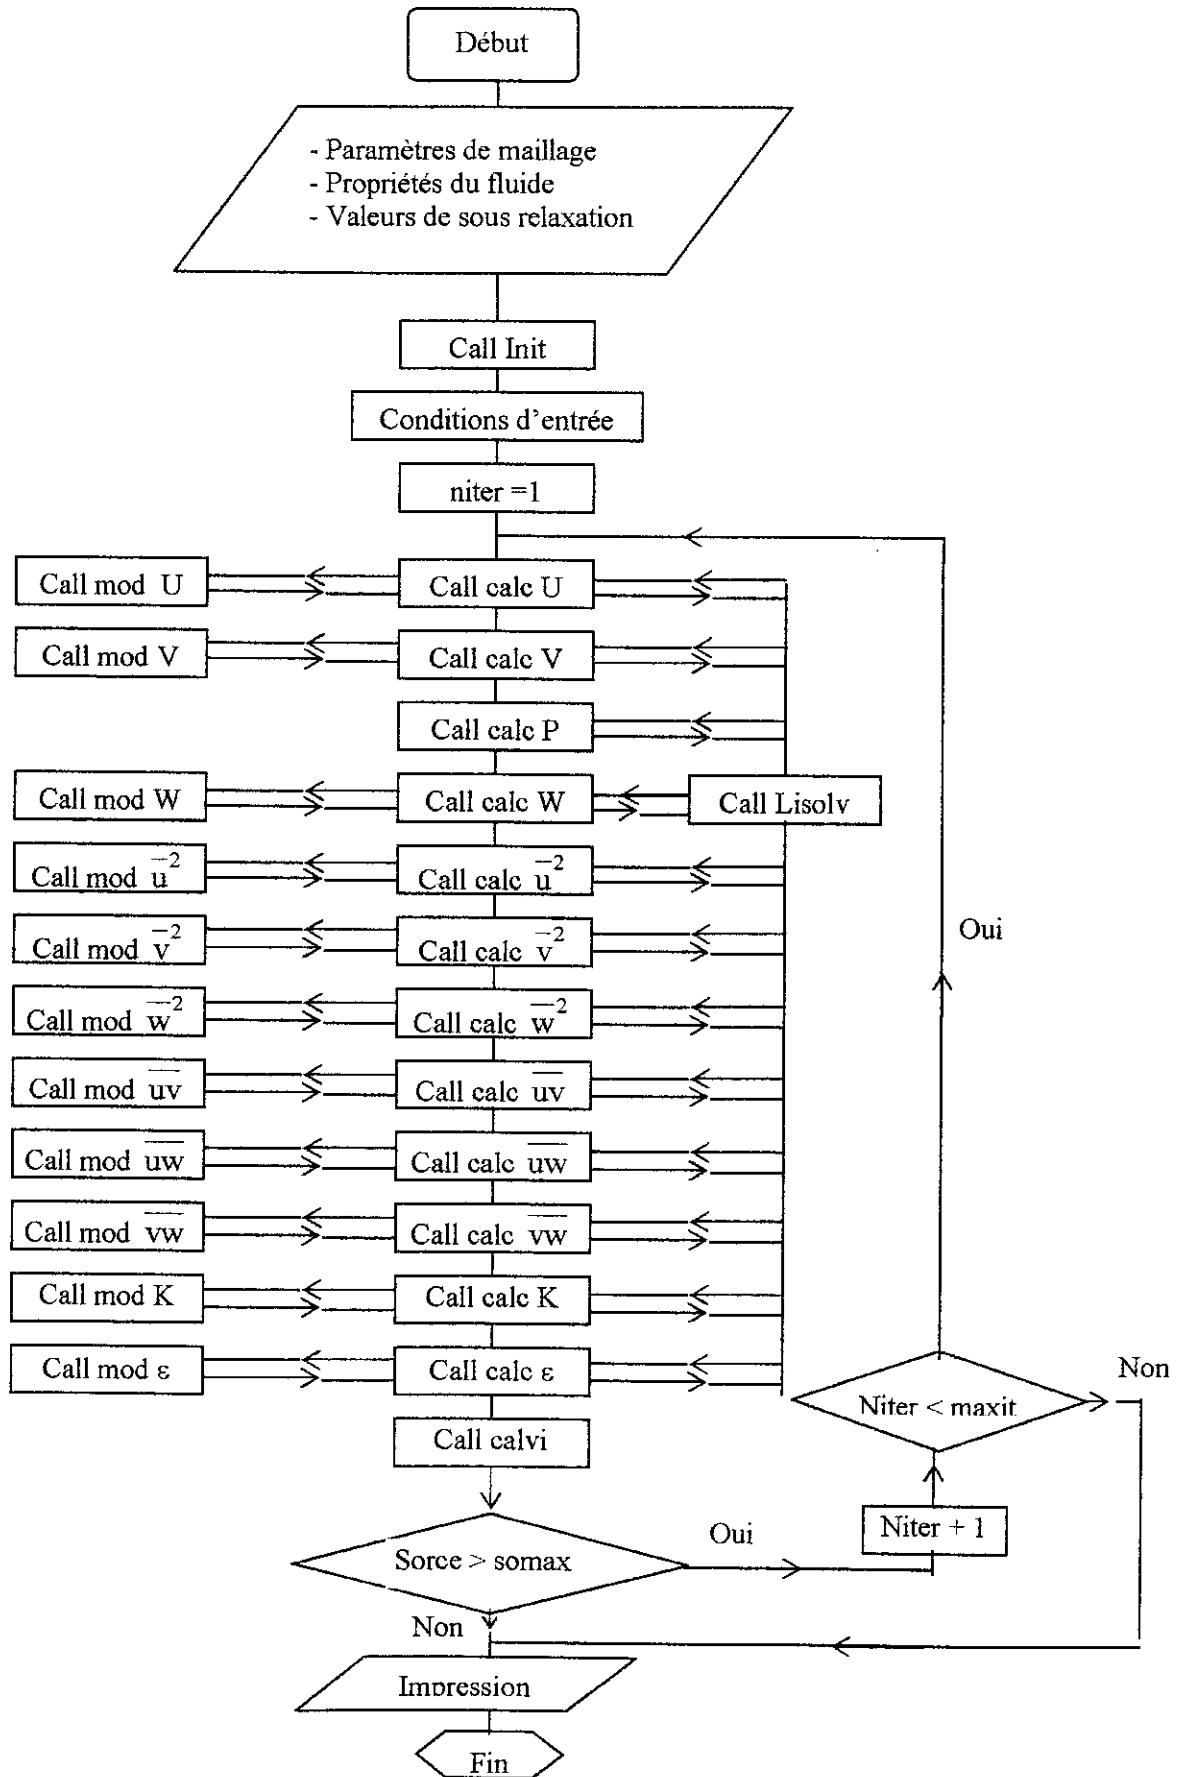 Début
- Paramètres de maillage
- Propriétés du fluide
- Valeurs de sous relaxation
Call Init
Conditions d'entrée
niter =1
Call mod U
Call calc U
Call mod V
Call calc V
Call calc P
Call mod W
Call calc W
Call Lisolv
Call mod u̅²
Call calc u̅²
Call mod v̅²
Call calc v̅²
Oui
Call mod w̅²
Call calc w̅²
Call mod u̅v̅
Call calc u̅v̅
Call mod u̅w̅
Call calc u̅w̅
Call mod v̅w̅
Call calc v̅w̅
Call mod K
Call calc K
Call mod ε
Call calc ε
Niter < maxit
Non
Call calvi
Sorce > somax
Oui
Niter + 1
Non
Impression
Fin